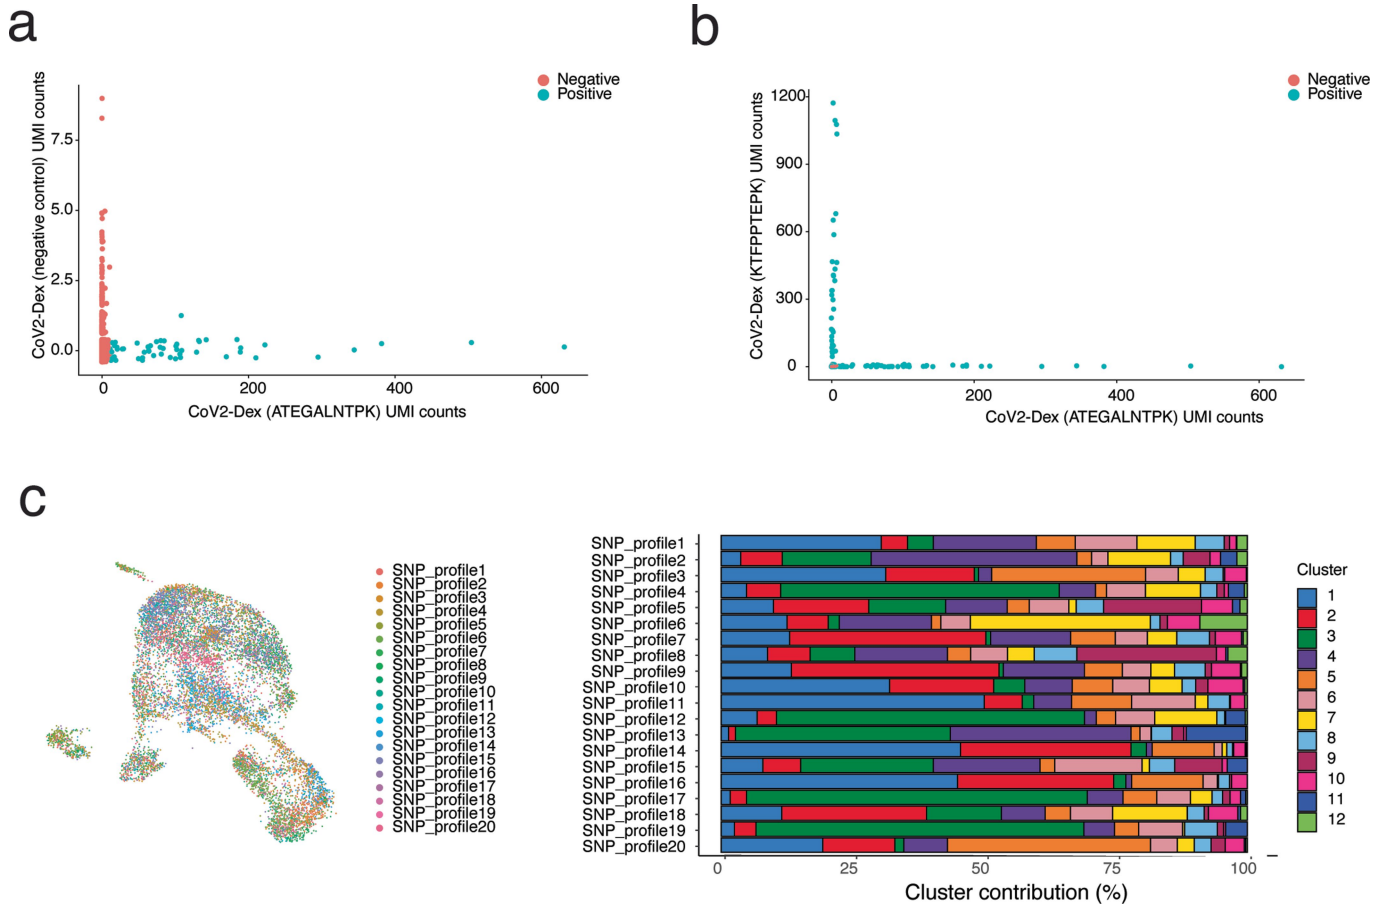 a
CoV2-Dex (negative control) UMI counts
7.5
5.0
2.5
0.0
0
200
400
600
CoV2-Dex (ATEGALNTPK) UMI counts
Negative
Positive
b
CoV2-Dex (KTFPPTEPK) UMI counts
1200
900
600
300
0
0
200
400
600
CoV2-Dex (ATEGALNTPK) UMI counts
Negative
Positive
c
SNP_profile1
SNP_profile2
SNP_profile3
SNP_profile4
SNP_profile5
SNP_profile6
SNP_profile7
SNP_profile8
SNP_profile9
SNP_profile10
SNP_profile11
SNP_profile12
SNP_profile13
SNP_profile14
SNP_profile15
SNP_profile16
SNP_profile17
SNP_profile18
SNP_profile19
SNP_profile20
SNP_profile1
SNP_profile2
SNP_profile3
SNP_profile4
SNP_profile5
SNP_profile6
SNP_profile7
SNP_profile8
SNP_profile9
SNP_profile10
SNP_profile11
SNP_profile12
SNP_profile13
SNP_profile14
SNP_profile15
SNP_profile16
SNP_profile17
SNP_profile18
SNP_profile19
SNP_profile20
0
25
50
75
100
Cluster contribution (%)
Cluster
1
2
3
4
5
6
7
8
9
10
11
12